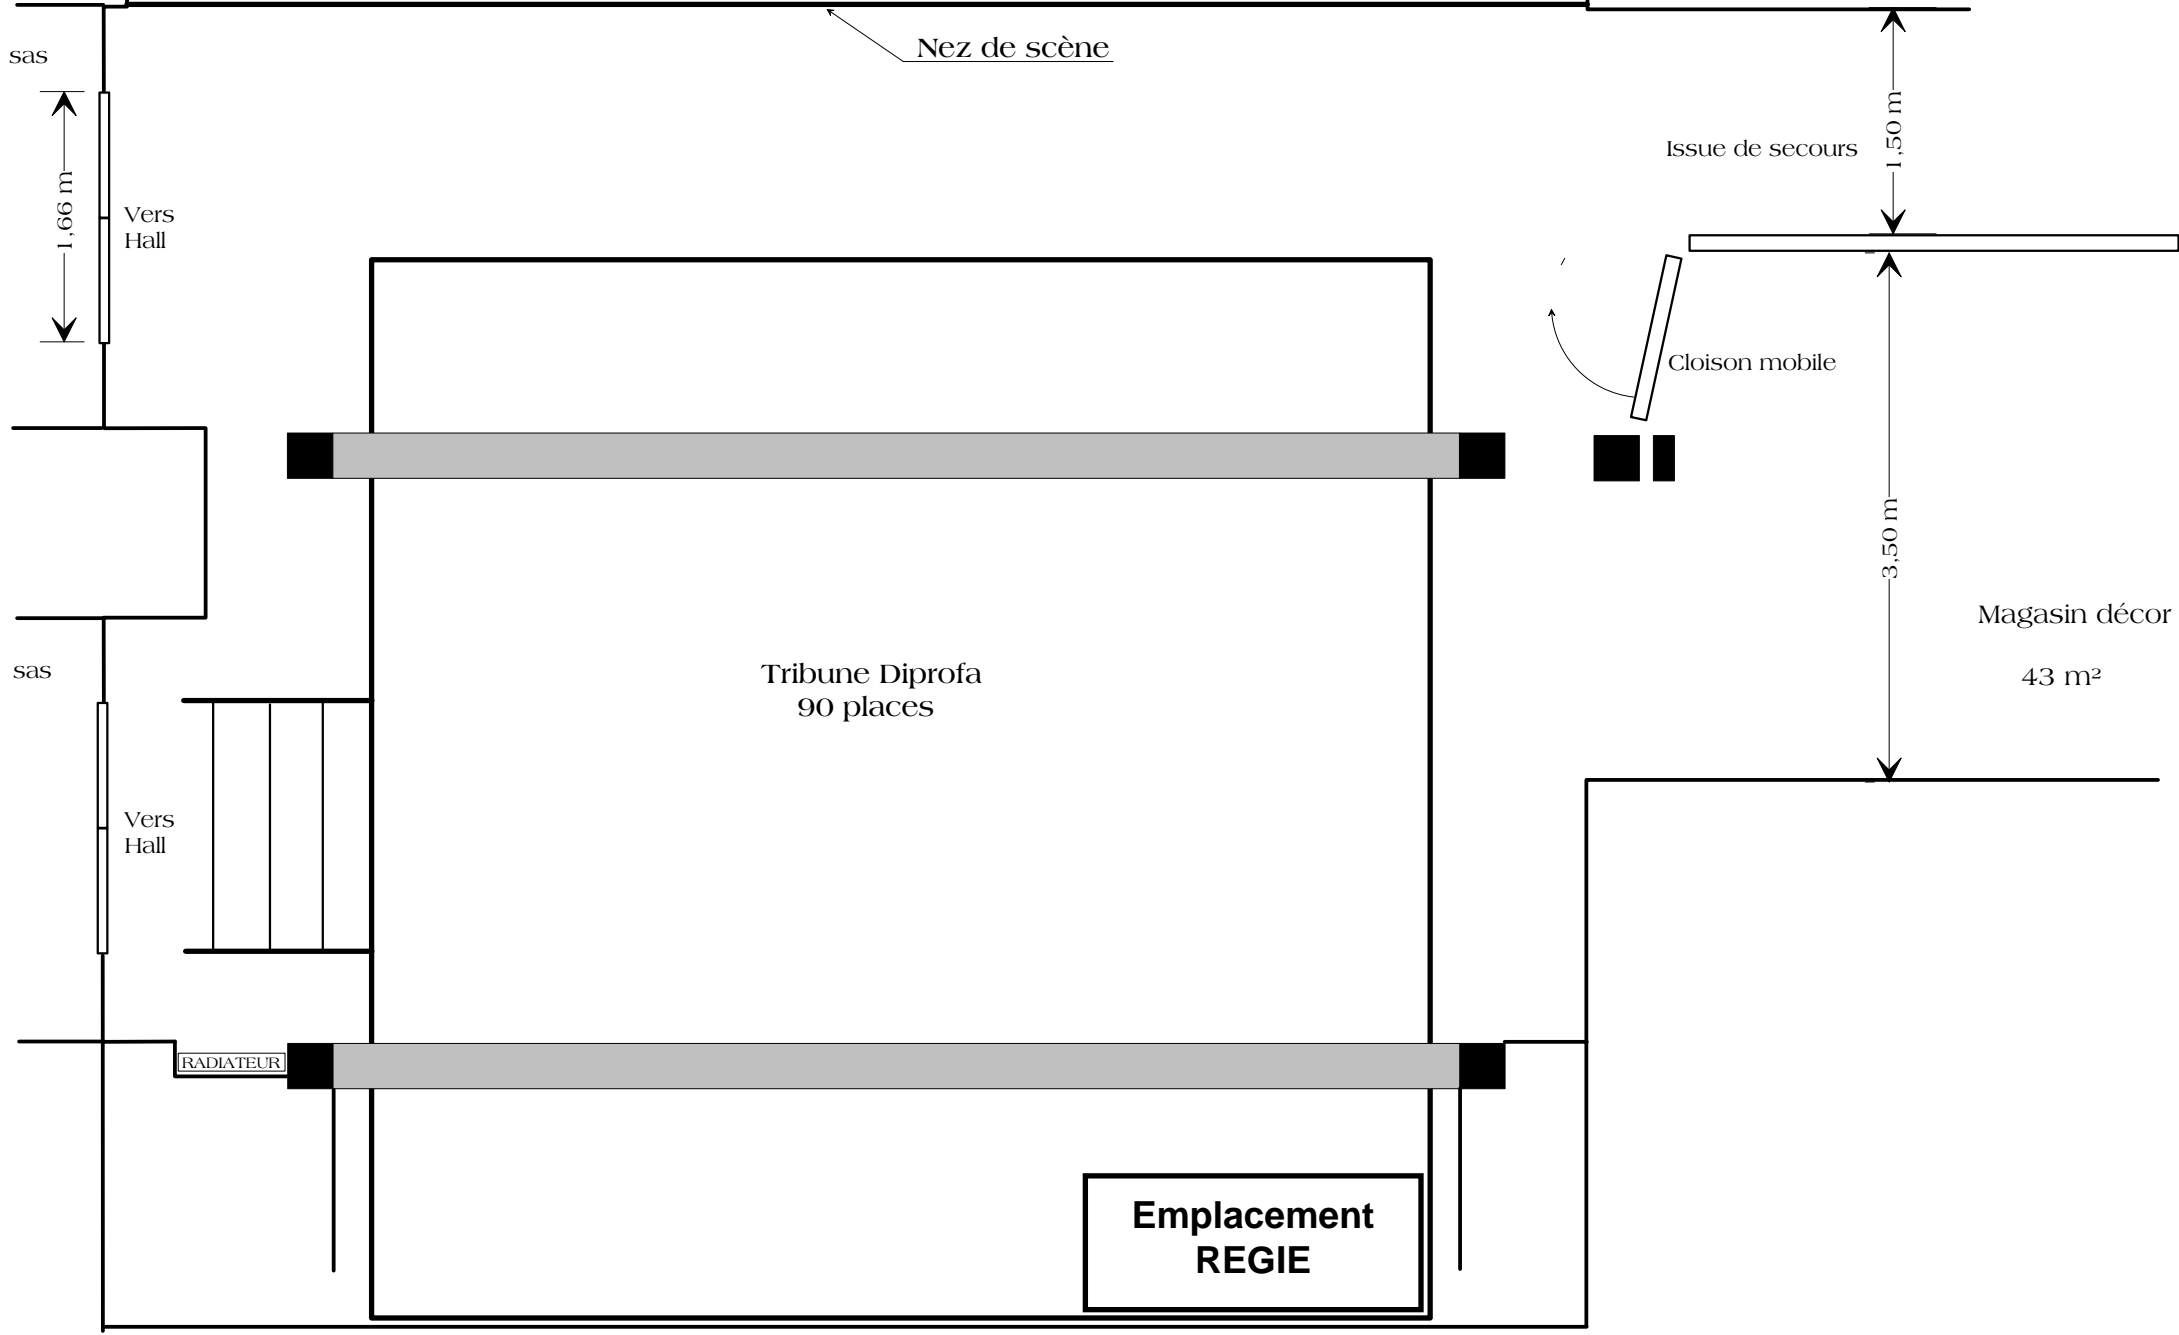 Nez de scène
sas
1,66 m
Vers
Hall
Issue de secours
1,50 m
Cloison mobile
3,50 m
Magasin décor
43 m²
sas
Tribune Diprofa
90 places
Vers
Hall
RADIATEUR
Emplacement
REGIE